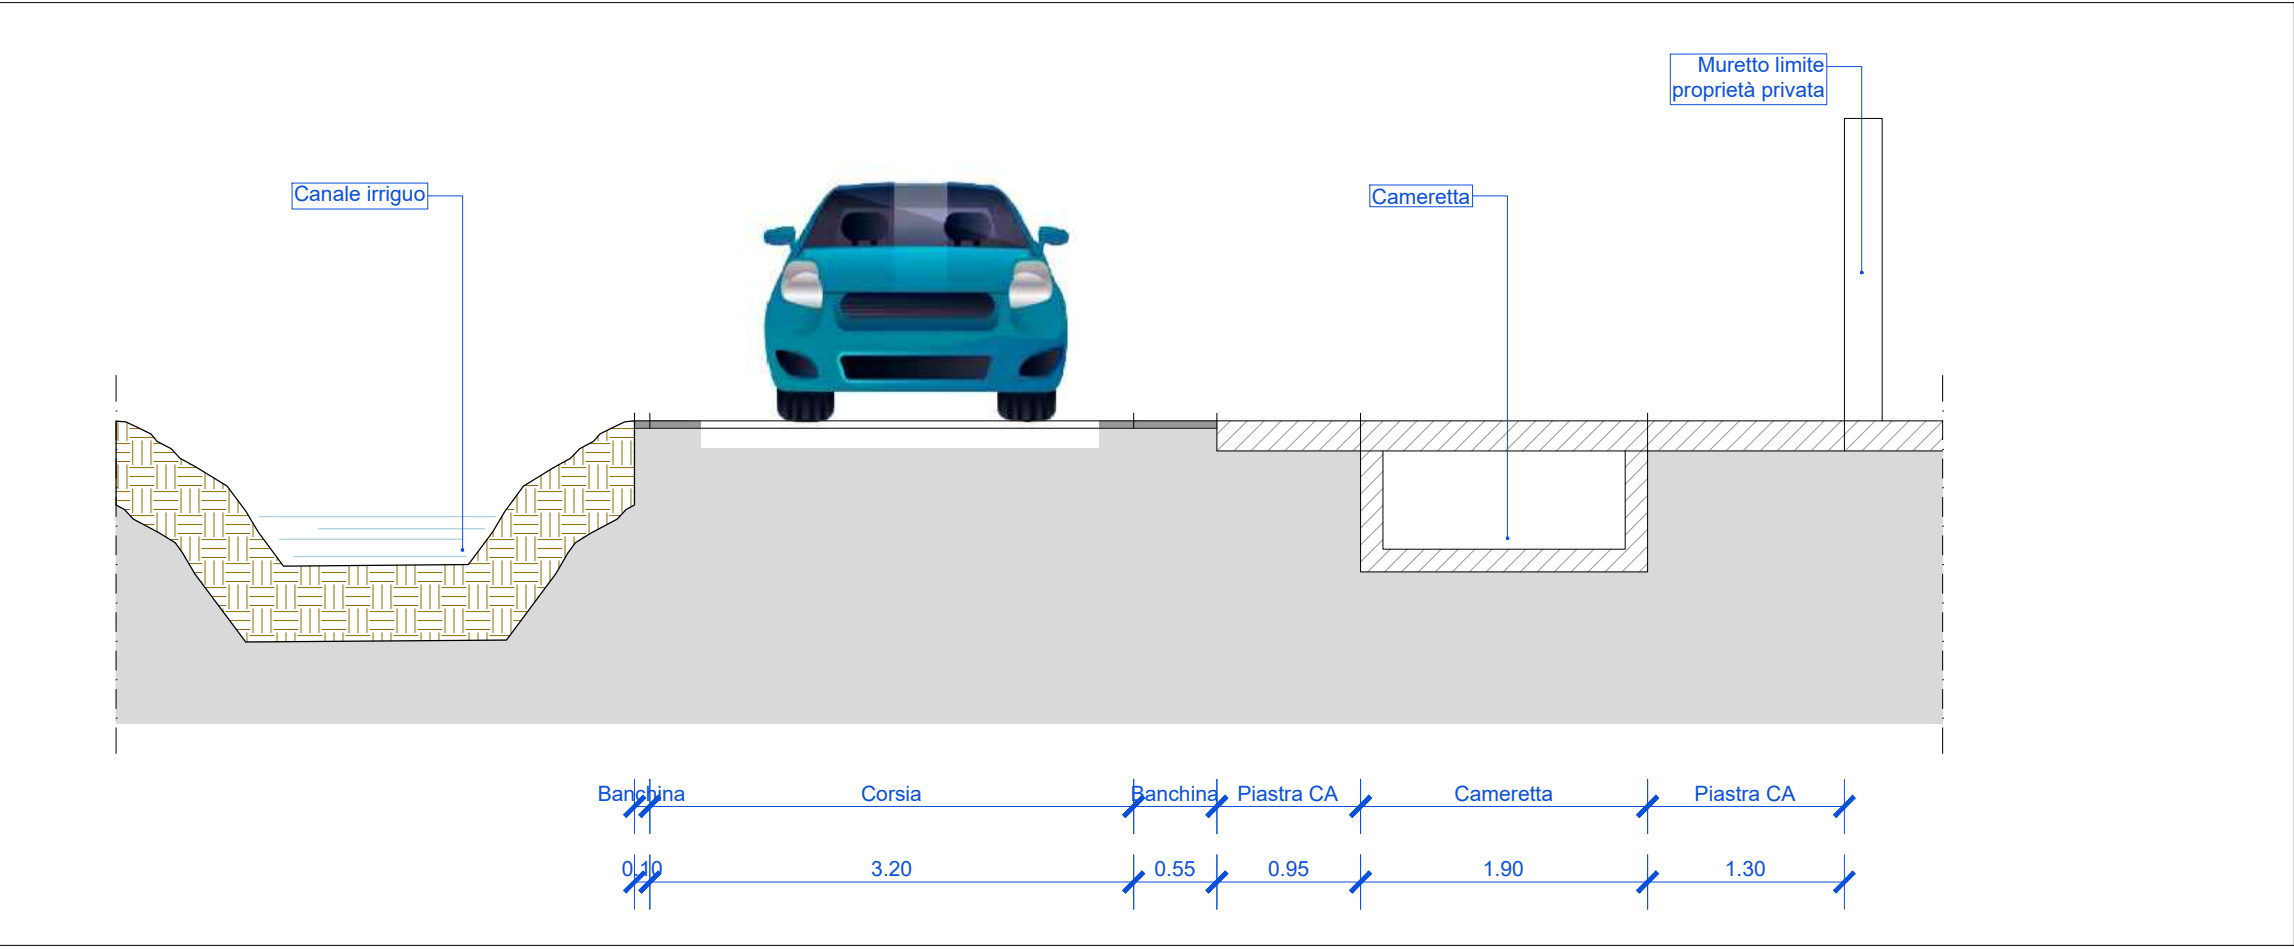 Muretto limite
proprietà privata
Canale irriguo
Cameretta
Banchina Corsia Banchina Piastra CA Cameretta Piastra CA
0.10 3.20 0.55 0.95 1.90 1.30